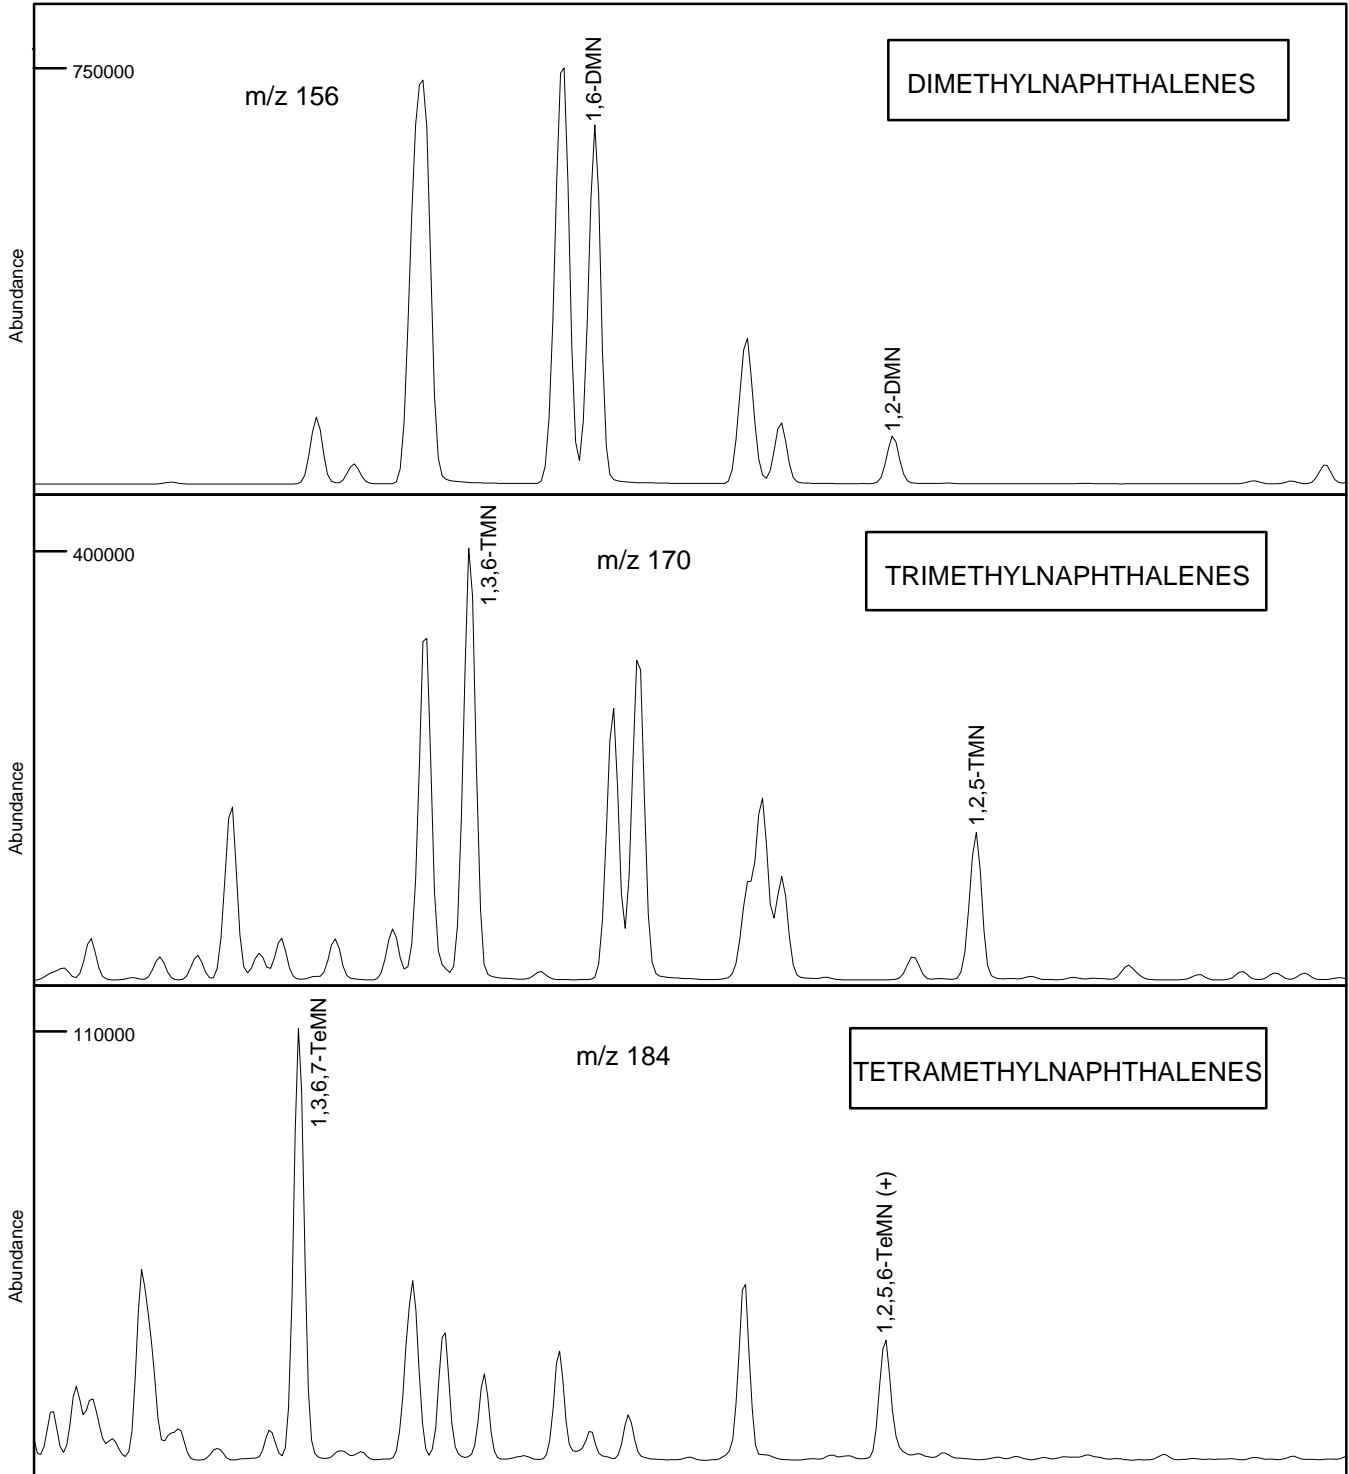 750000
m/z 156
1,6-DMN
DIMETHYLNAPHTHALENES
1,2-DMN
Abundance
400000
1,3,6-TMN
m/z 170
TRIMETHYLNAPHTHALENES
1,2,5-TMN
Abundance
110000
1,3,6,7-TeMN
m/z 184
TETRAMETHYLNAPHTHALENES
1,2,5,6-TeMN (+)
Abundance